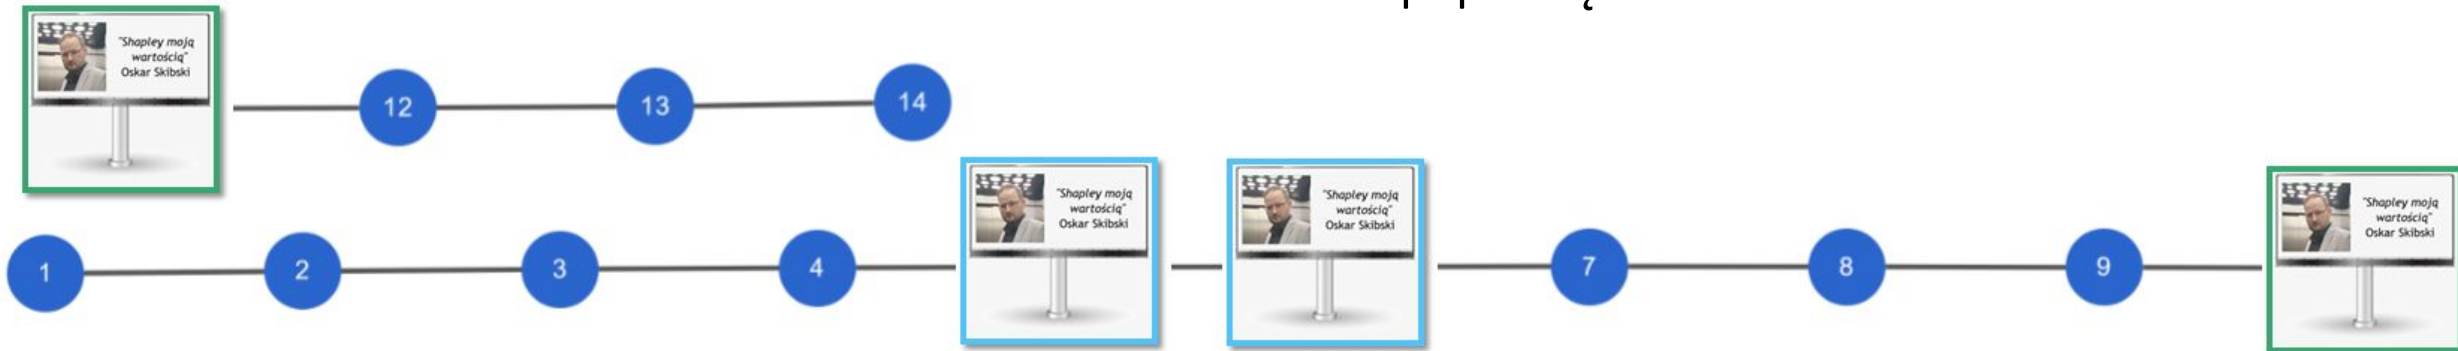 "Shapley moją
wartością"
Oskar Skibski
12
13
14
1
2
3
4
"Shapley moją
wartością"
Oskar Skibski
"Shapley moją
wartością"
Oskar Skibski
7
8
9
"Shapley moją
wartością"
Oskar Skibski